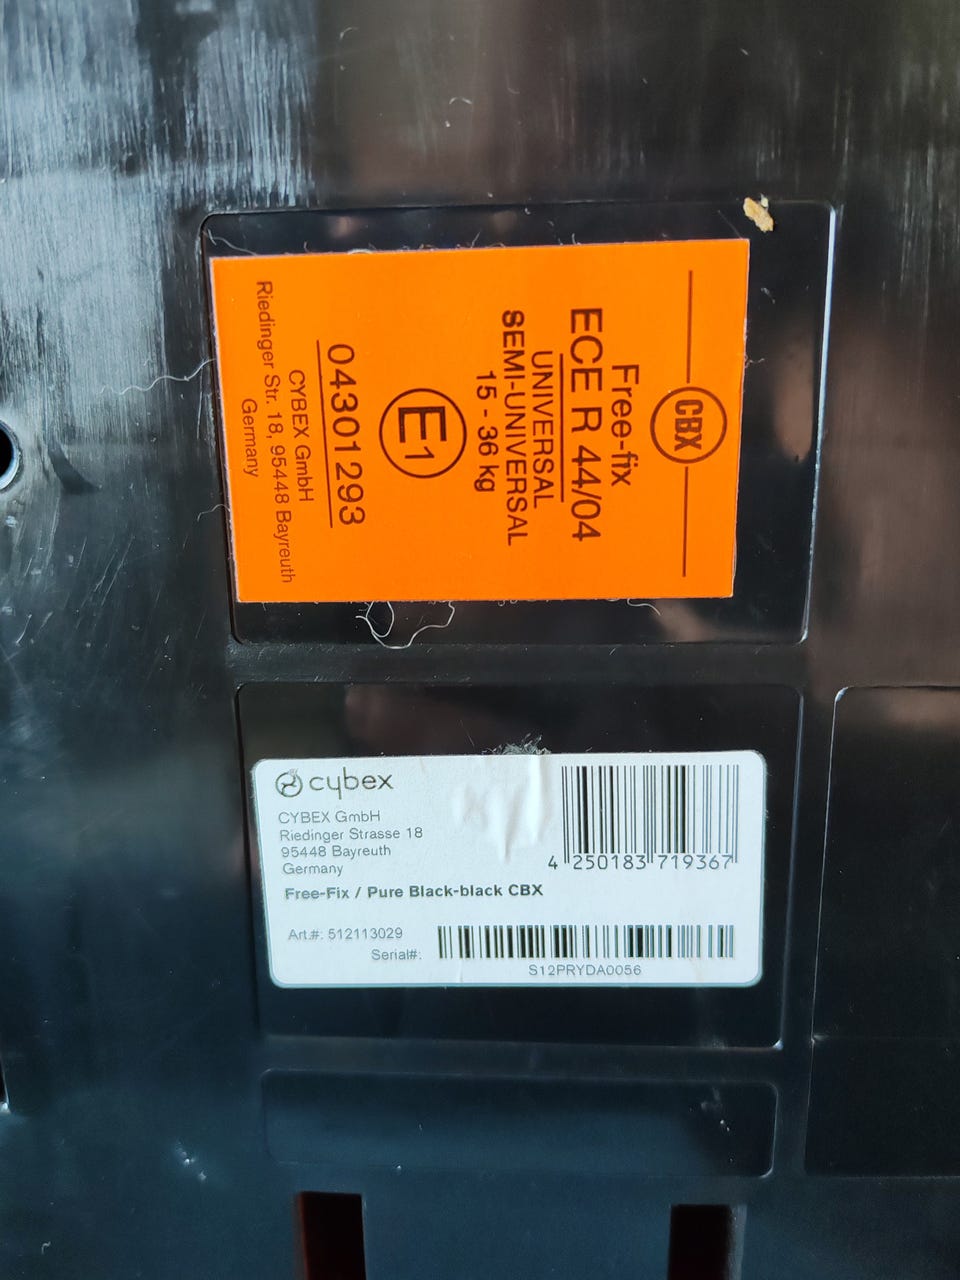 CBX
Free-fix
ECE R 44/04
UNIVERSAL
SEMI-UNIVERSAL
15 - 36 kg
E1
04301293
CYBEX GmbH
Riedinger Str. 18, 95448 Bayreuth
Germany
cybex
CYBEX GmbH
Riedinger Strasse 18
95448 Bayreuth
Germany
4 250183 719367
Free-Fix / Pure Black-black CBX
Art.#: 512113029
Serial#:
S12PRYDA0056